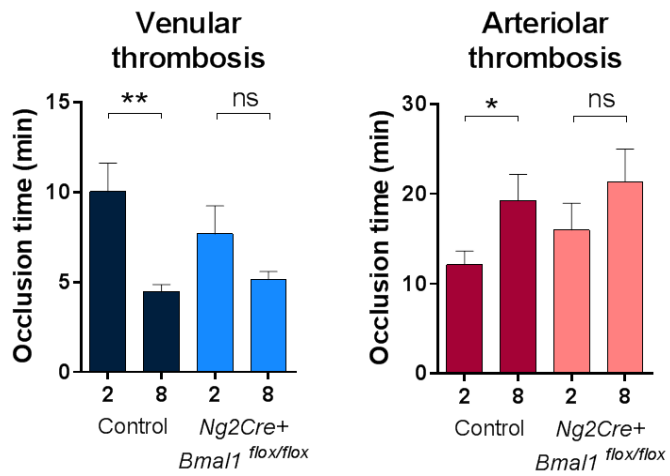 Venular
thrombosis
Occlusion time (min)
15
10
5
0
**
ns
2 8 2 8
Control
Ng2Cre+
Bmal1 flox/flox
Arteriolar
thrombosis
Occlusion time (min)
30
20
10
0
*
ns
2 8 2 8
Control
Ng2Cre+
Bmal1 flox/flox